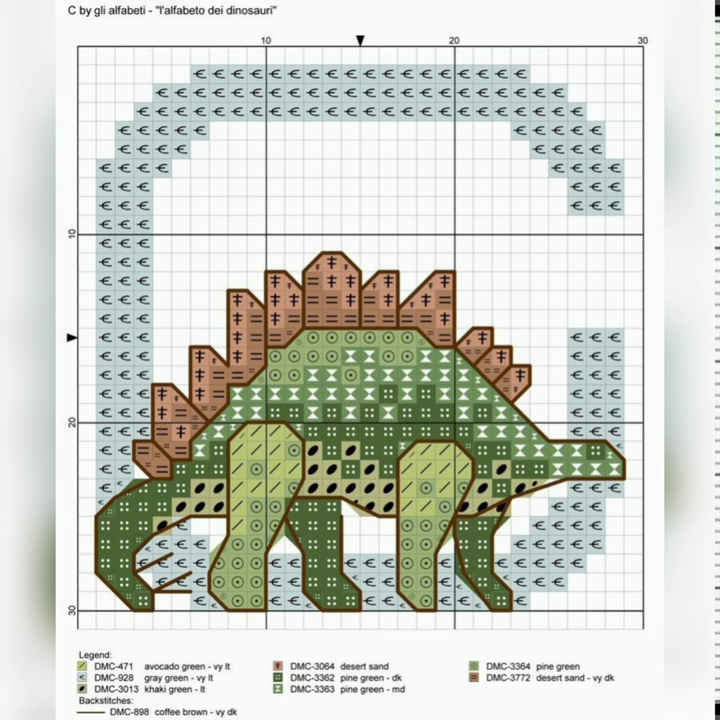 C by gli alfabeti - "l'alfabeto dei dinosauri"
10 20 30
10
20
30
Legend:
DMC-471 avocado green - vy lt
DMC-3064 desert sand
DMC-3364 pine green
DMC-928 gray green - vy lt
DMC-3362 pine green - dk
DMC-3772 desert sand - vy dk
DMC-3013 khaki green - lt
DMC-3363 pine green - md
Backstitches:
DMC-898 coffee brown - vy dk